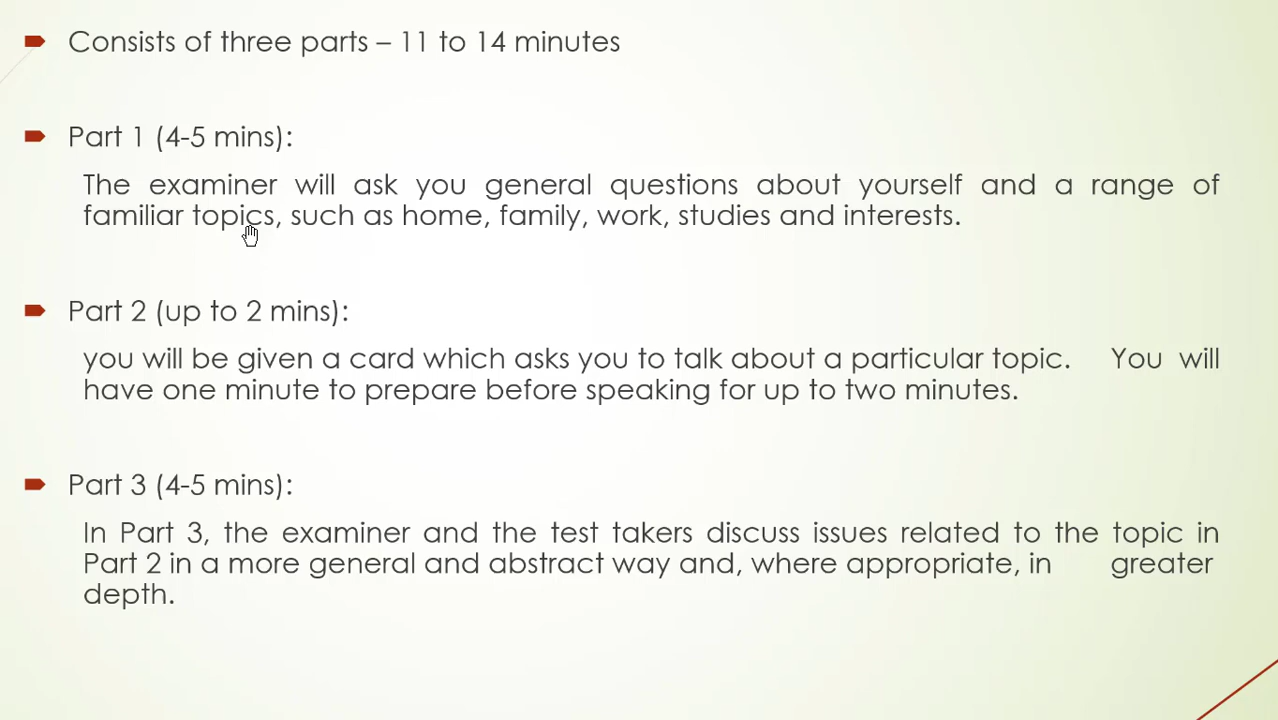 Consists of three parts – 11 to 14 minutes
Part 1 (4-5 mins):
The examiner will ask you general questions about yourself and a range of
familiar topics, such as home, family, work, studies and interests.
Part 2 (up to 2 mins):
you will be given a card which asks you to talk about a particular topic. You will
have one minute to prepare before speaking for up to two minutes.
Part 3 (4-5 mins):
In Part 3, the examiner and the test takers discuss issues related to the topic in
Part 2 in a more general and abstract way and, where appropriate, in greater
depth.